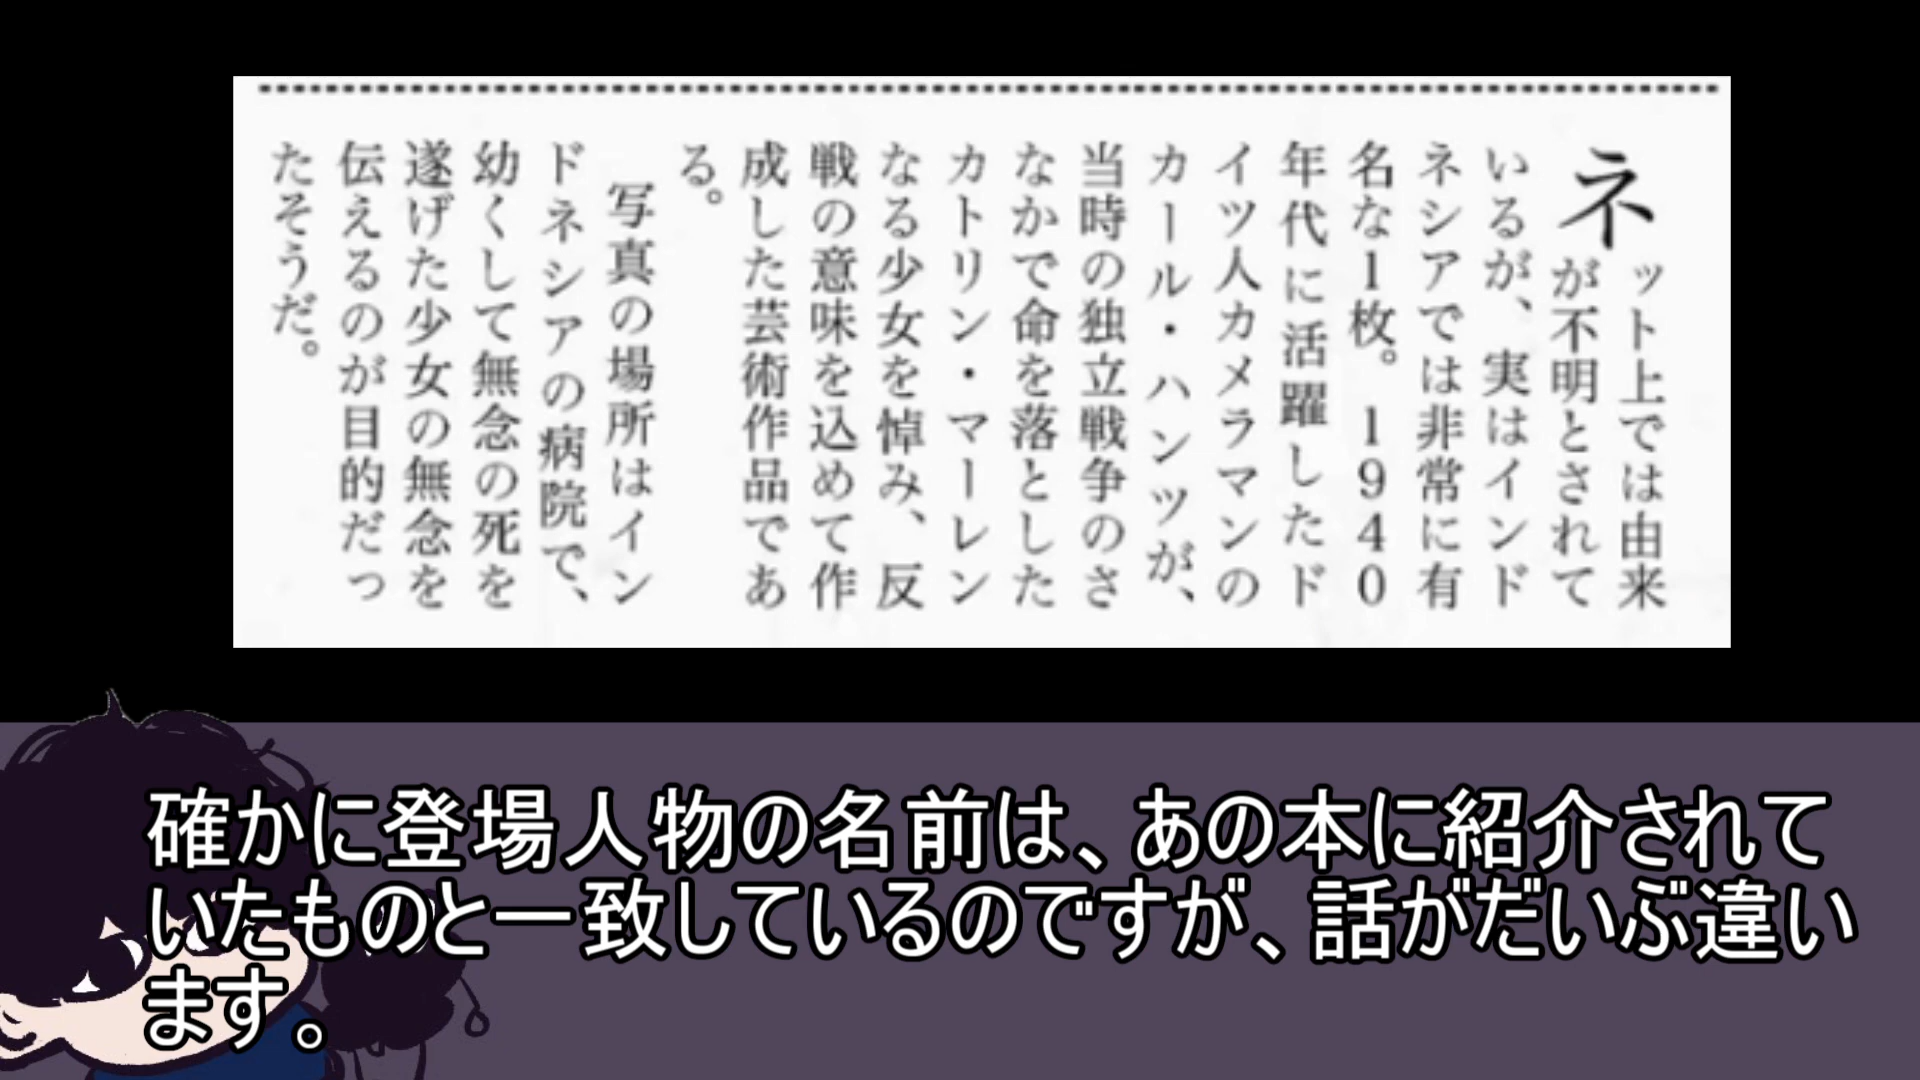 ネット上では由来
が不明とされて
いるが、実はインド
ネシアでは非常に有
名な1枚。1940
年代に活躍したド
イツ人カメラマンの
カール・ハンツが、
当時の独立戦争のさ
なかで命を落とした
カトリン・マーレン
なる少女を悼み、反
戦の意味を込めて作
成した芸術作品であ
る。
写真の場所はイン
ドネシアの病院で、
幼くして無念の死を
遂げた少女の無念を
伝えるのが目的だっ
たそうだ。
確かに登場人物の名前は、あの本に紹介されて
いたものと一致しているのですが、話がだいぶ違い
ます。